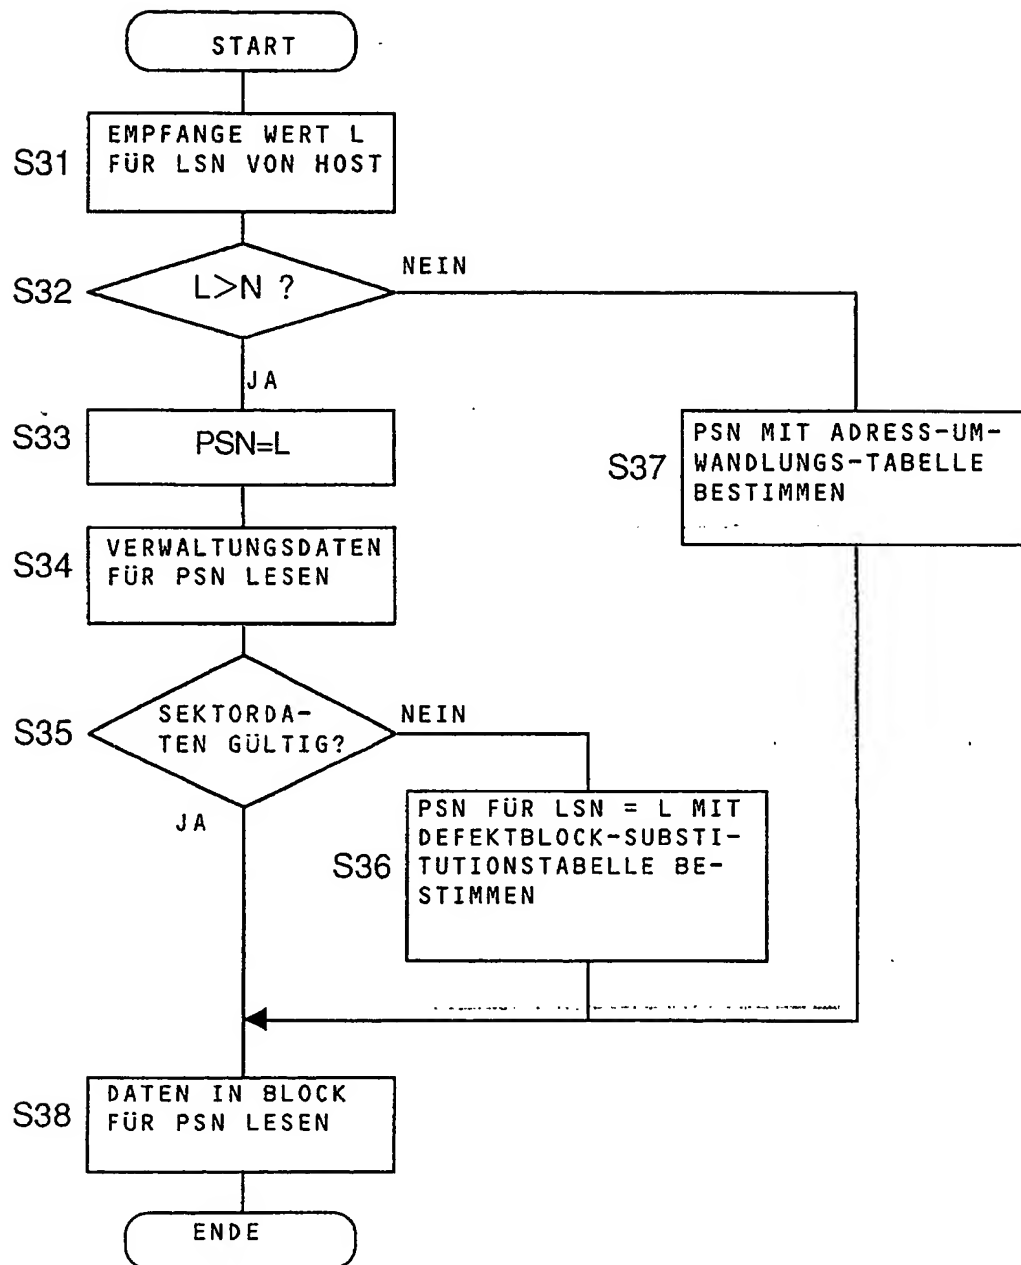 START
S31
EMPFANGE WERT L
FÜR LSN VON HOST
S32
L>N ?
NEIN
JA
S33
PSN=L
S37
PSN MIT ADRESS-UM-
WANDLUNGS-TABELLE
BESTIMMEN
S34
VERWALTUNGSDATEN
FÜR PSN LESEN
S35
SEKTORDA-
TEN GÜLTIG?
NEIN
JA
S36
PSN FÜR LSN = L MIT
DEFEKTBLOCK-SUBSTI-
TUTIONSTABELLE BE-
STIMMEN
S38
DATEN IN BLOCK
FÜR PSN LESEN
ENDE